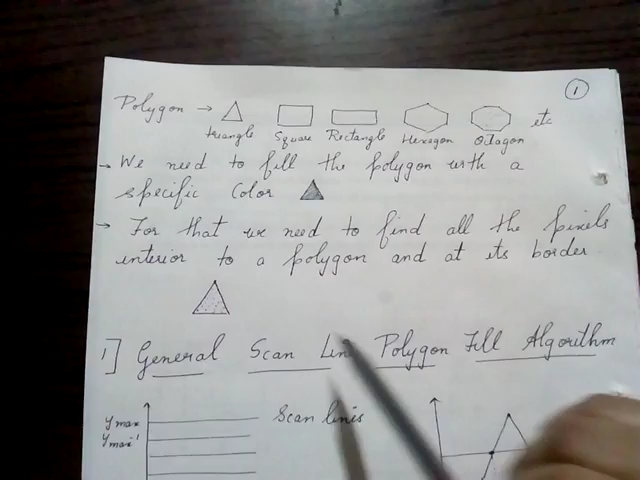 1
Polygon → etc
triangle Square Rectangle Hexagon Octagon
→ We need to fill the polygon with a
specific Color
→ For that we need to find all the pixels
interior to a polygon and at its border
1] General Scan Line Polygon Fill Algorithm
Ymax Scan lines
Ymax-1